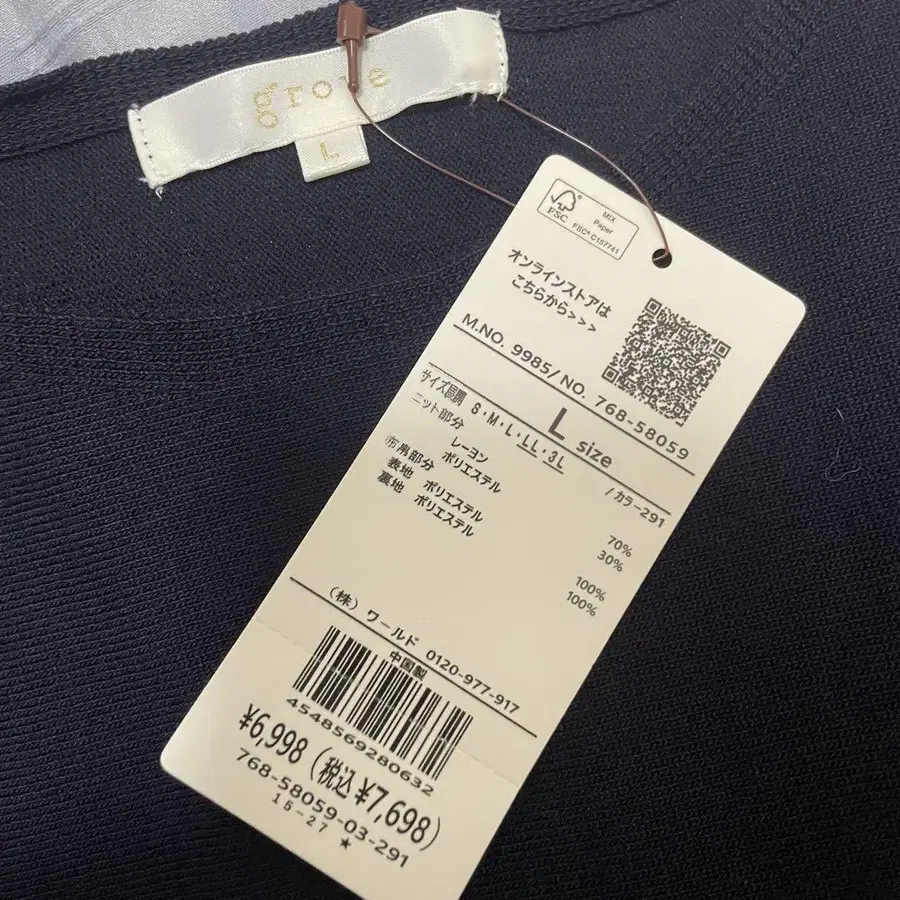 grove
L
FSC
MIX
Paper
FSC® C157741
オンラインストアは
こちらから>>>
M.NO. 9985/NO. 768-58059
サイズ展開 S・M・L・LL・3L L size /カラー291
ニット部分
レーヨン 70%
ポリエステル 30%
布帛部分
表地 ポリエステル 100%
裏地 ポリエステル 100%
(株)ワールド 0120-977-917
中国製
4548569280632
¥6,998(税込¥7,698)
768-58059-03-291
15-27 ★